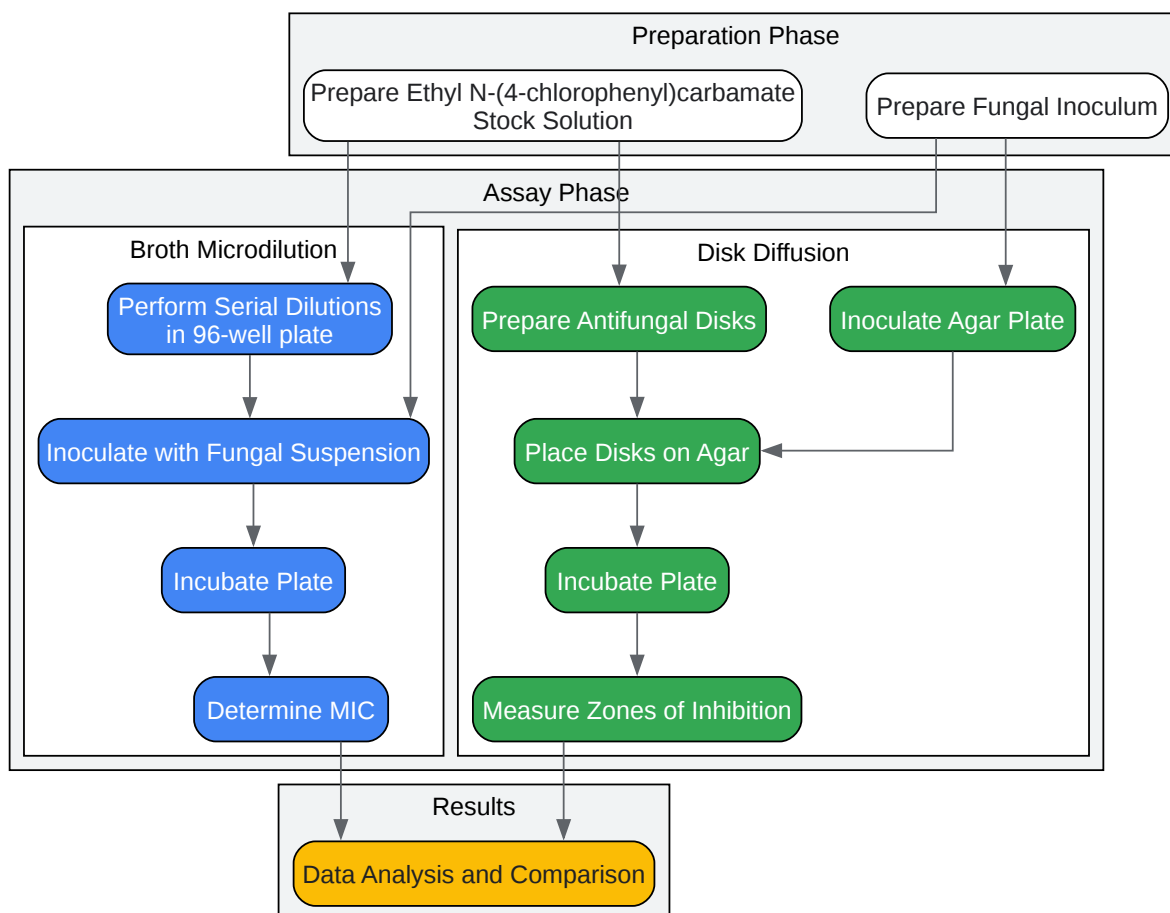 Preparation Phase
Prepare Ethyl N-(4-chlorophenyl)carbamate
Stock Solution
Prepare Fungal Inoculum
Assay Phase
Broth Microdilution
Perform Serial Dilutions
in 96-well plate
Inoculate with Fungal Suspension
Incubate Plate
Determine MIC
Disk Diffusion
Prepare Antifungal Disks
Inoculate Agar Plate
Place Disks on Agar
Incubate Plate
Measure Zones of Inhibition
Results
Data Analysis and Comparison